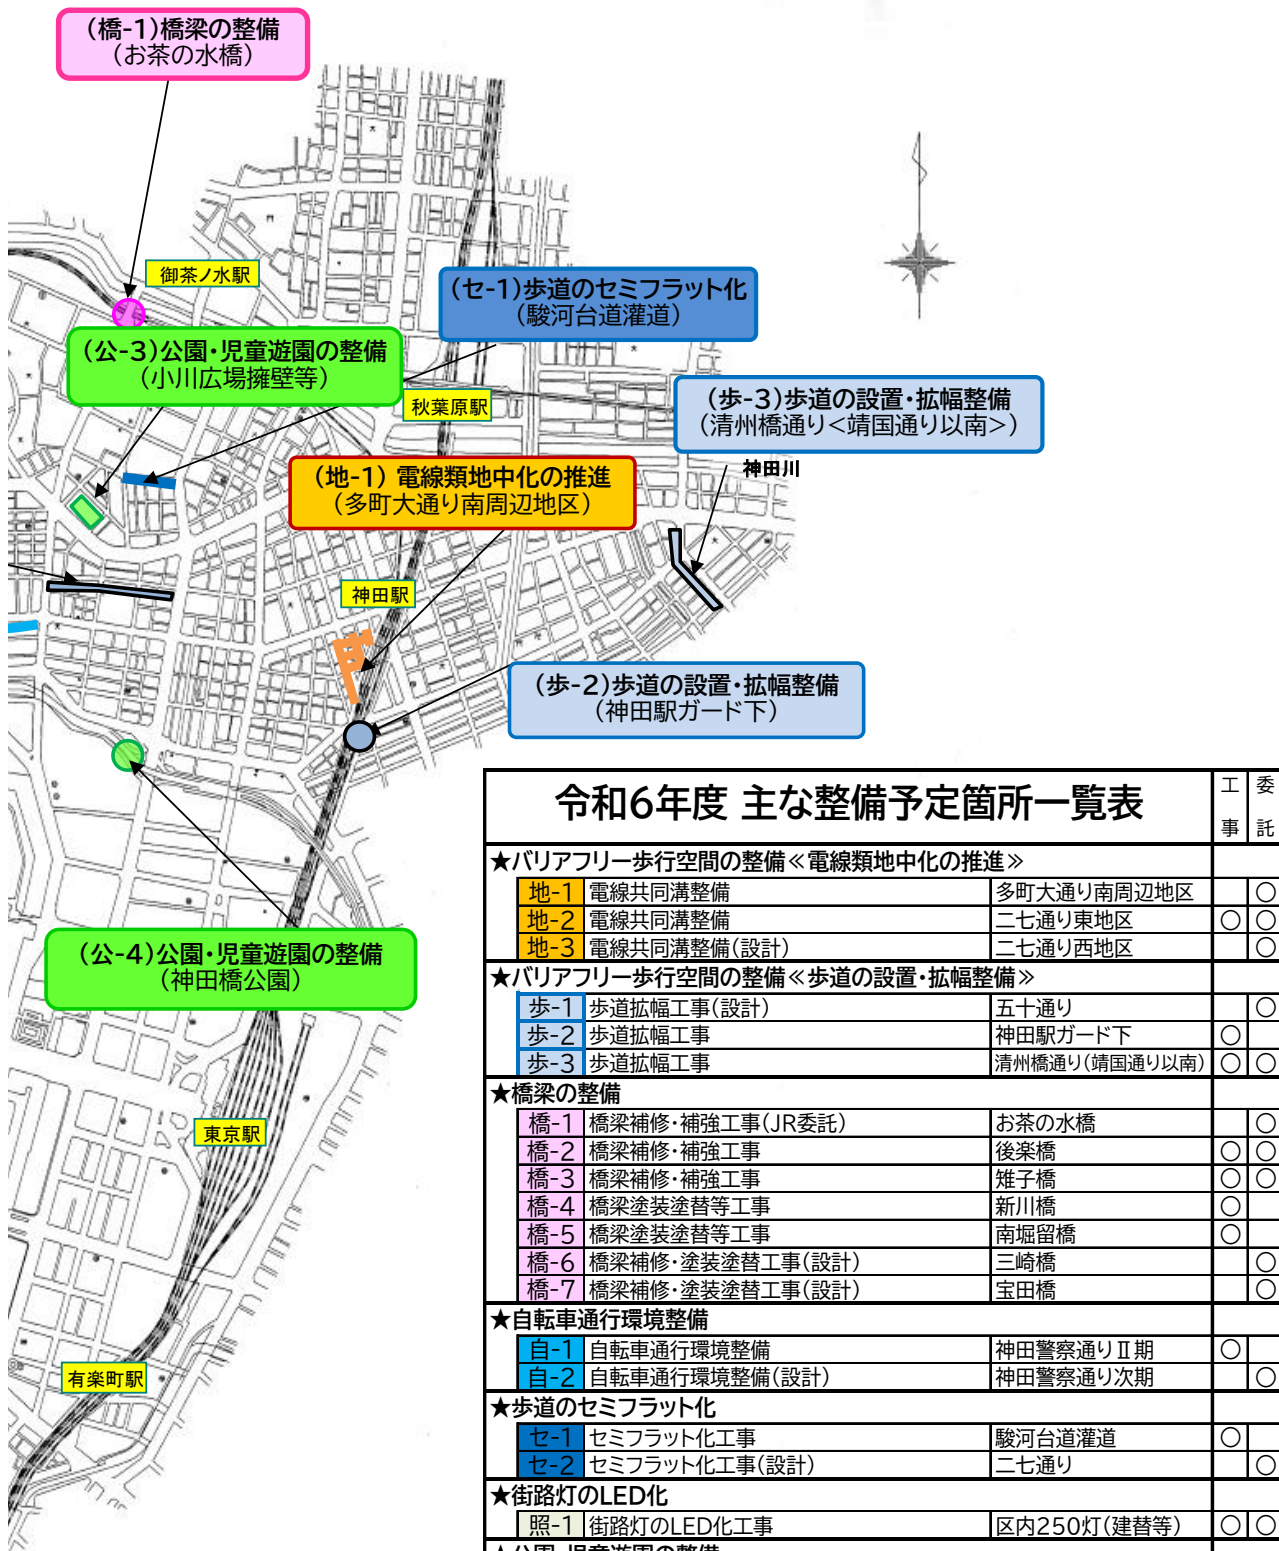 (橋-1)橋梁の整備
(お茶の水橋)
御茶ノ水駅
(セ-1)歩道のセミフラット化
(駿河台道灌道)
(公-3)公園・児童遊園の整備
(小川広場擁壁等)
秋葉原駅
(歩-3)歩道の設置・拡幅整備
(清州橋通り<靖国通り以南>)
神田川
(地-1) 電線類地中化の推進
(多町大通り南周辺地区)
神田駅
(歩-2)歩道の設置・拡幅整備
(神田駅ガード下)
(公-4)公園・児童遊園の整備
(神田橋公園)
東京駅
有楽町駅
令和6年度 主な整備予定箇所一覧表 工事 委託
★バリアフリー歩行空間の整備≪電線類地中化の推進≫
地-1 電線共同溝整備 多町大通り南周辺地区 ○
地-2 電線共同溝整備 二七通り東地区 ○ ○
地-3 電線共同溝整備(設計) 二七通り西地区 ○
★バリアフリー歩行空間の整備≪歩道の設置・拡幅整備≫
歩-1 歩道拡幅工事(設計) 五十通り ○
歩-2 歩道拡幅工事 神田駅ガード下 ○
歩-3 歩道拡幅工事 清州橋通り(靖国通り以南) ○ ○
★橋梁の整備
橋-1 橋梁補修・補強工事(JR委託) お茶の水橋 ○
橋-2 橋梁補修・補強工事 後楽橋 ○ ○
橋-3 橋梁補修・補強工事 雉子橋 ○ ○
橋-4 橋梁塗装塗替等工事 新川橋 ○
橋-5 橋梁塗装塗替等工事 南堀留橋 ○
橋-6 橋梁補修・塗装塗替工事(設計) 三崎橋 ○
橋-7 橋梁補修・塗装塗替工事(設計) 宝田橋 ○
★自転車通行環境整備
自-1 自転車通行環境整備 神田警察通りⅡ期 ○
自-2 自転車通行環境整備(設計) 神田警察通り次期 ○
★歩道のセミフラット化
セ-1 セミフラット化工事 駿河台道灌道 ○
セ-2 セミフラット化工事(設計) 二七通り ○
★街路灯のLED化
照-1 街路灯のLED化工事 区内250灯(建替等) ○ ○
★公園・児童遊園の整備